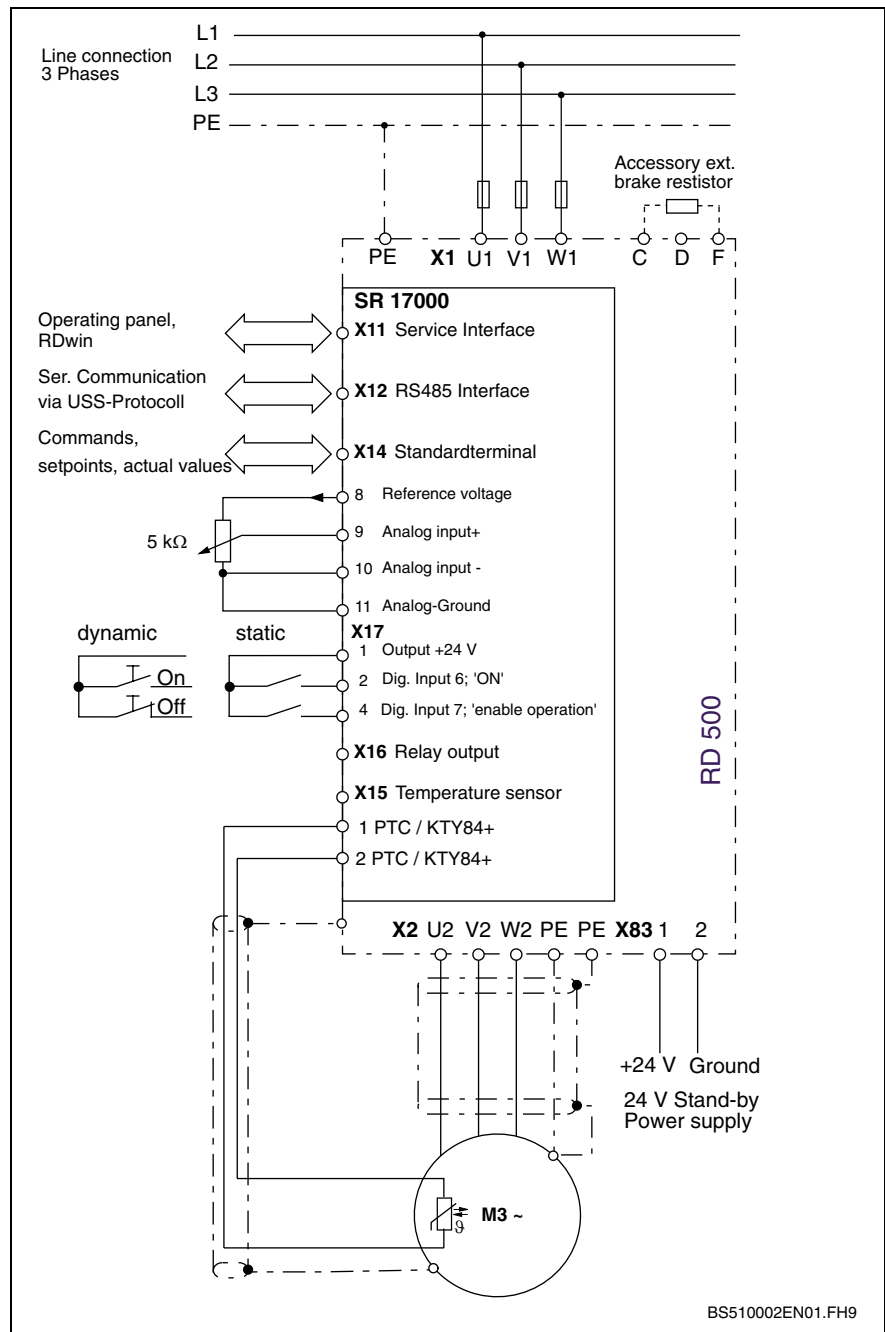 L1
Line connection
3 Phases
L2
L3
PE
Accessory ext.
brake restistor
PE X1 U1 V1 W1 C D F
SR 17000
Operating panel,
RDwin
X11 Service Interface
Ser. Communication
via USS-Protocoll
X12 RS485 Interface
Commands,
setpoints, actual values
X14 Standardterminal
8 Reference voltage
5 kΩ
9 Analog input+
10 Analog input -
11 Analog-Ground
dynamic static X17
1 Output +24 V
On
2 Dig. Input 6; 'ON'
Off
4 Dig. Input 7; 'enable operation'
RD 500
X16 Relay output
X15 Temperature sensor
1 PTC / KTY84+
2 PTC / KTY84+
X2 U2 V2 W2 PE PE X83 1 2
+24 V Ground
24 V Stand-by
Power supply
M3 ~
ϑ
BS510002EN01.FH9